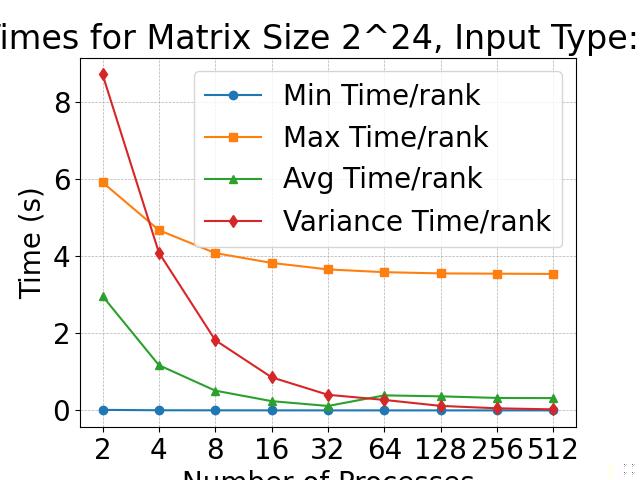 Times for Matrix Size 2^24, Input Type:
Min Time/rank
Max Time/rank
Avg Time/rank
Variance Time/rank
Time (s)
8
6
4
2
0
2 4 8 16 32 64 128 256 512
Number of Processes